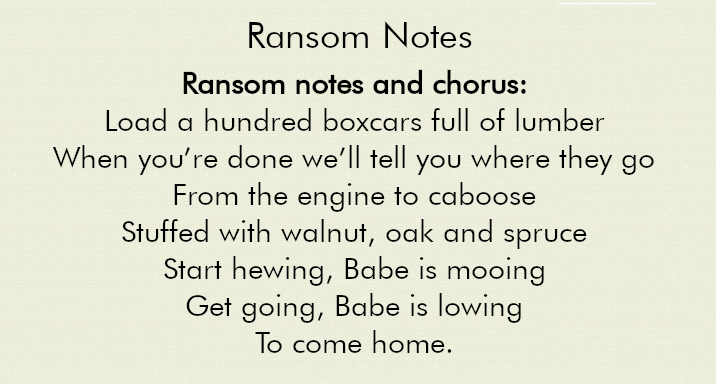 Ransom Notes
Ransom notes and chorus:
Load a hundred boxcars full of lumber
When you’re done we’ll tell you where they go
From the engine to caboose
Stuffed with walnut, oak and spruce
Start hewing, Babe is mooing
Get going, Babe is lowing
To come home.